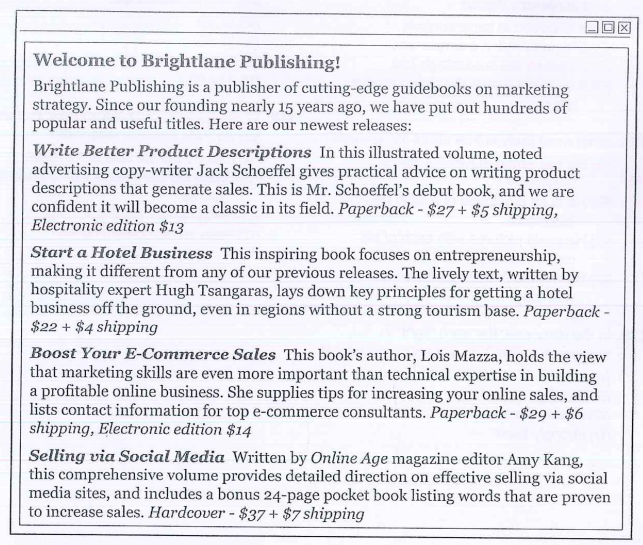 Welcome to Brightlane Publishing!
Brightlane Publishing is a publisher of cutting-edge guidebooks on marketing
strategy. Since our founding nearly 15 years ago, we have put out hundreds of
popular and useful titles. Here are our newest releases:
Write Better Product Descriptions In this illustrated volume, noted
advertising copy-writer Jack Schoeffel gives practical advice on writing product
descriptions that generate sales. This is Mr. Schoeffel's debut book, and we are
confident it will become a classic in its field. Paperback - $27 + $5 shipping,
Electronic edition $13
Start a Hotel Business This inspiring book focuses on entrepreneurship,
making it different from any of our previous releases. The lively text, written by
hospitality expert Hugh Tsangaras, lays down key principles for getting a hotel
business off the ground, even in regions without a strong tourism base. Paperback -
$22 + $4 shipping
Boost Your E-Commerce Sales This book's author, Lois Mazza, holds the view
that marketing skills are even more important than technical expertise in building
a profitable online business. She supplies tips for increasing your online sales, and
lists contact information for top e-commerce consultants. Paperback - $29 + $6
shipping, Electronic edition $14
Selling via Social Media Written by Online Age magazine editor Amy Kang,
this comprehensive volume provides detailed direction on effective selling via social
media sites, and includes a bonus 24-page pocket book listing words that are proven
to increase sales. Hardcover - $37 + $7 shipping